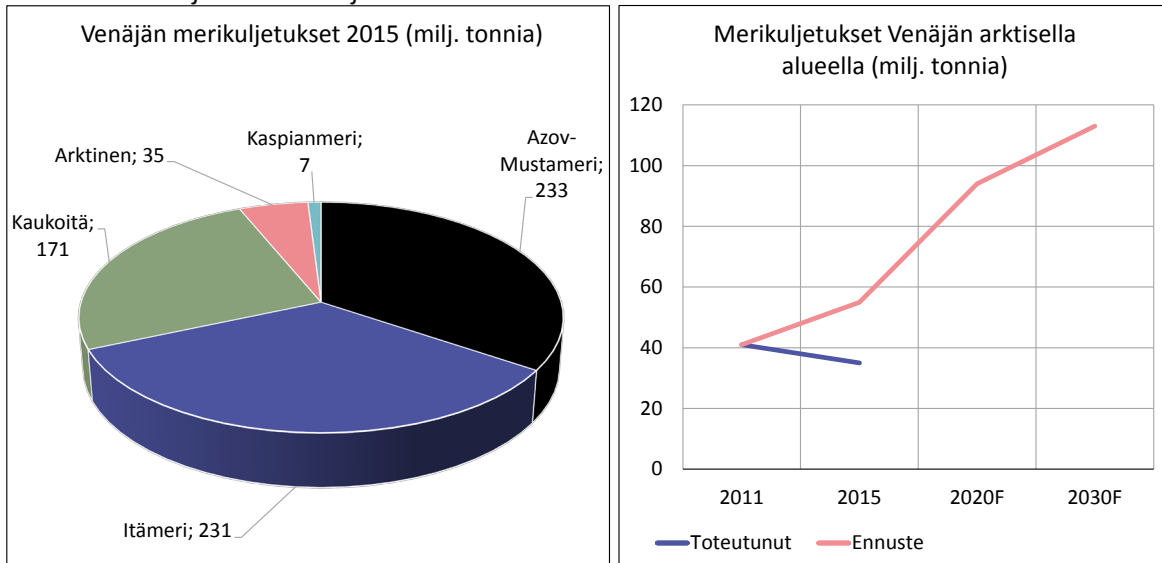 Venäjän merikuljetukset 2015 (milj. tonnia)
Kaspianmeri;
7
Azov-
Mustameri;
233
Arktinen; 35
Kaukoitä;
171
Itämeri; 231
Merikuljetukset Venäjän arktisella
alueella (milj. tonnia)
120
100
80
60
40
20
0
2011 2015 2020F 2030F
Toteutunut Ennuste